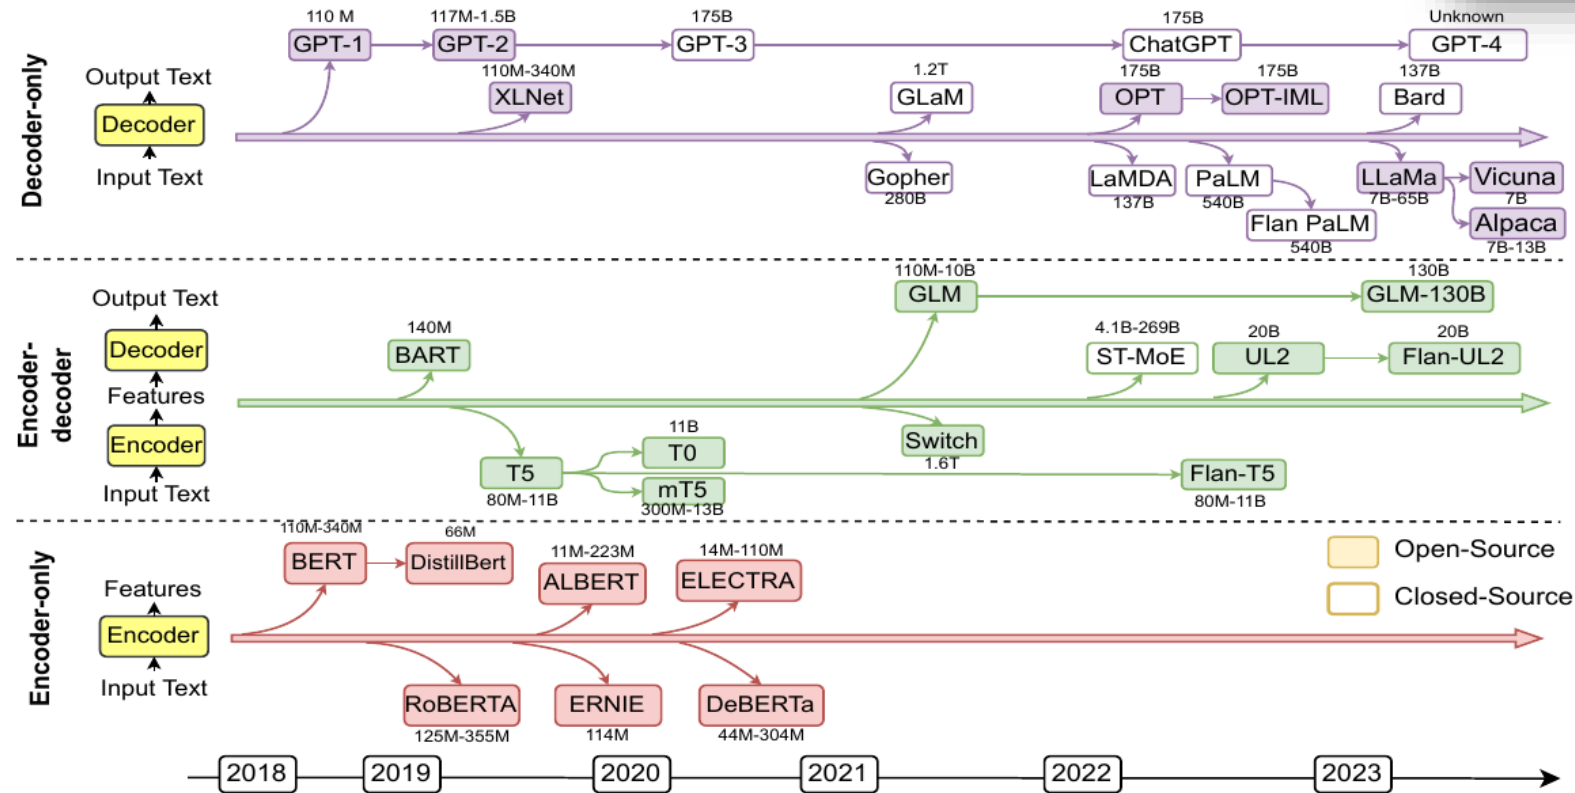 Decoder-only
Output Text
Decoder
Input Text
110 M
GPT-1
117M-1.5B
GPT-2
175B
GPT-3
175B
ChatGPT
Unknown
GPT-4
110M-340M
XLNet
1.2T
GLaM
175B
OPT
175B
OPT-IML
137B
Bard
Gopher
280B
LaMDA
137B
PaLM
540B
Flan PaLM
540B
LLaMa
7B-65B
Vicuna
7B
Alpaca
7B-13B
Encoder-
decoder
Output Text
Decoder
Features
Encoder
Input Text
140M
BART
110M-10B
GLM
130B
GLM-130B
4.1B-269B
ST-MoE
20B
UL2
20B
Flan-UL2
T5
80M-11B
11B
T0
mT5
300M-13B
Switch
1.6T
Flan-T5
80M-11B
Encoder-only
Features
Encoder
Input Text
110M-340M
BERT
66M
DistillBert
11M-223M
ALBERT
14M-110M
ELECTRA
RoBERTA
125M-355M
ERNIE
114M
DeBERTa
44M-304M
Open-Source
Closed-Source
2018
2019
2020
2021
2022
2023